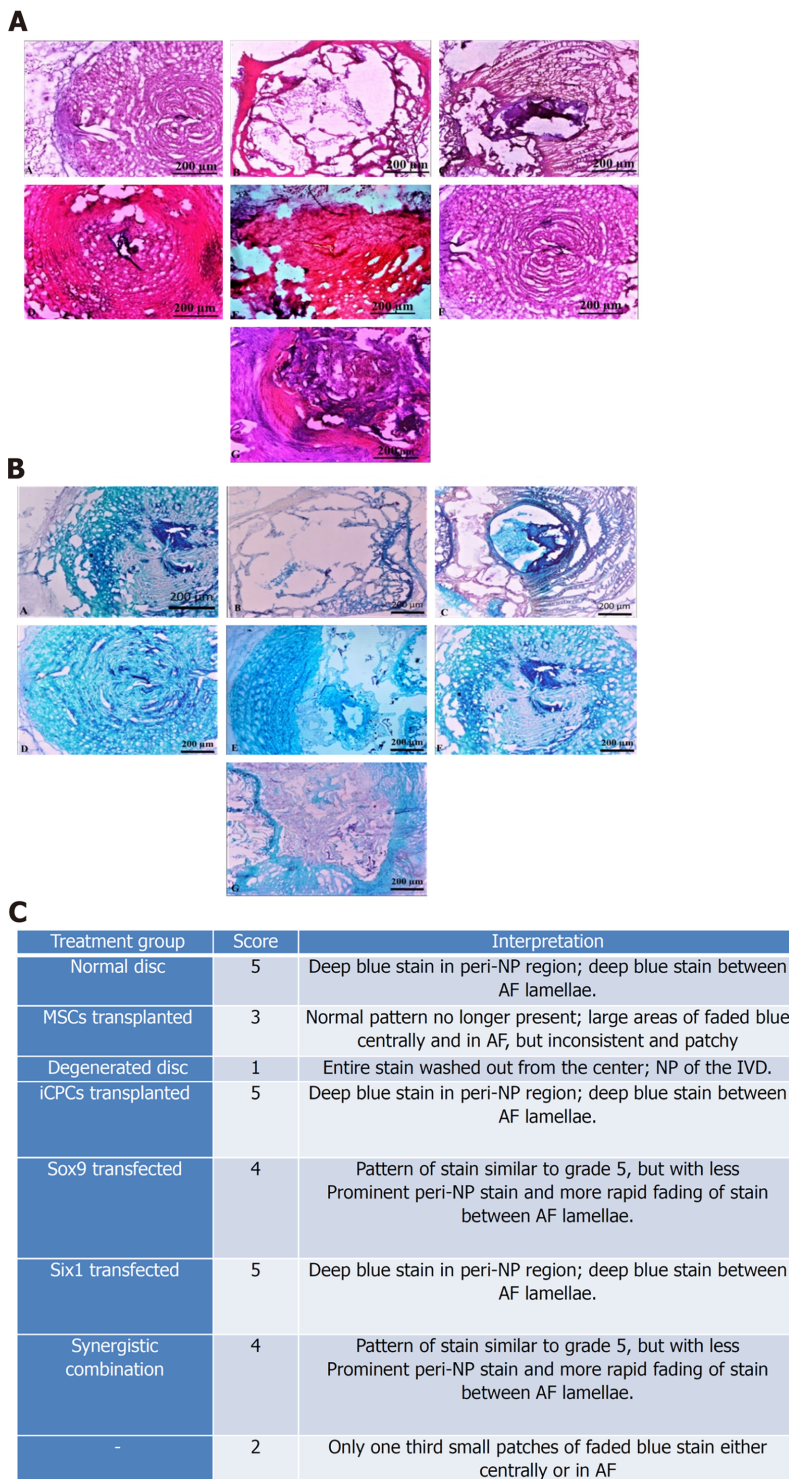 A
A
200 μm
B
200 μm
C
200 μm
D
200 μm
E
200 μm
F
200 μm
G
200 μm
B
A
200 μm
B
200 μm
C
200 μm
D
200 μm
E
200 μm
F
200 μm
G
200 μm
C
Treatment group Score Interpretation
Normal disc 5 Deep blue stain in peri-NP region; deep blue stain between
AF lamellae.
MSCs transplanted 3 Normal pattern no longer present; large areas of faded blue
centrally and in AF, but inconsistent and patchy
Degenerated disc 1 Entire stain washed out from the center; NP of the IVD.
iCPCs transplanted 5 Deep blue stain in peri-NP region; deep blue stain between
AF lamellae.
Sox9 transfected 4 Pattern of stain similar to grade 5, but with less
Prominent peri-NP stain and more rapid fading of stain
between AF lamellae.
Six1 transfected 5 Deep blue stain in peri-NP region; deep blue stain between
AF lamellae.
Synergistic 4 Pattern of stain similar to grade 5, but with less
combination Prominent peri-NP stain and more rapid fading of stain
between AF lamellae.
- 2 Only one third small patches of faded blue stain either
centrally or in AF